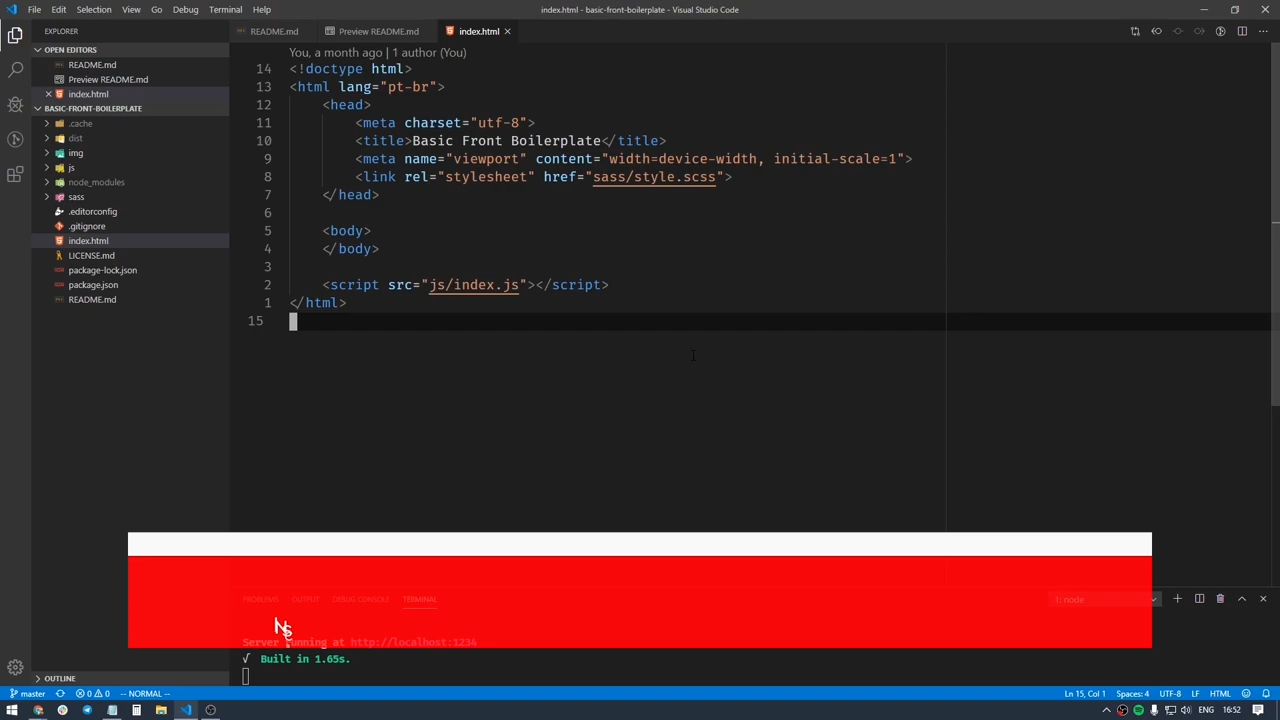 File Edit Selection View Go Debug Terminal Help
index.html - basic-front-boilerplate - Visual Studio Code
EXPLORER
OPEN EDITORS
README.md
Preview README.md
index.html
BASIC-FRONT-BOILERPLATE
.cache
dist
img
js
node_modules
sass
.editorconfig
.gitignore
index.html
LICENSE.md
package-lock.json
package.json
README.md
OUTLINE
README.md Preview README.md index.html
You, a month ago | 1 author (You)
14 <!doctype html>
13 <html lang="pt-br">
12 <head>
11 <meta charset="utf-8">
10 <title>Basic Front Boilerplate</title>
9 <meta name="viewport" content="width=device-width, initial-scale=1">
8 <link rel="stylesheet" href="sass/style.scss">
7 </head>
6
5 <body>
4 </body>
3
2 <script src="js/index.js"></script>
1 </html>
15
PROBLEMS OUTPUT DEBUG CONSOLE TERMINAL 1: node
Server running at http://localhost:1234
√ Built in 1.65s.
master 0 0 -- NORMAL -- Ln 15, Col 1 Spaces: 4 UTF-8 LF HTML
ENG 16:52